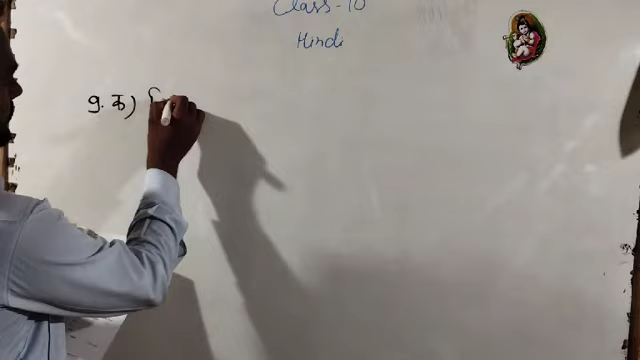 Class-10
Hindi
9. क)